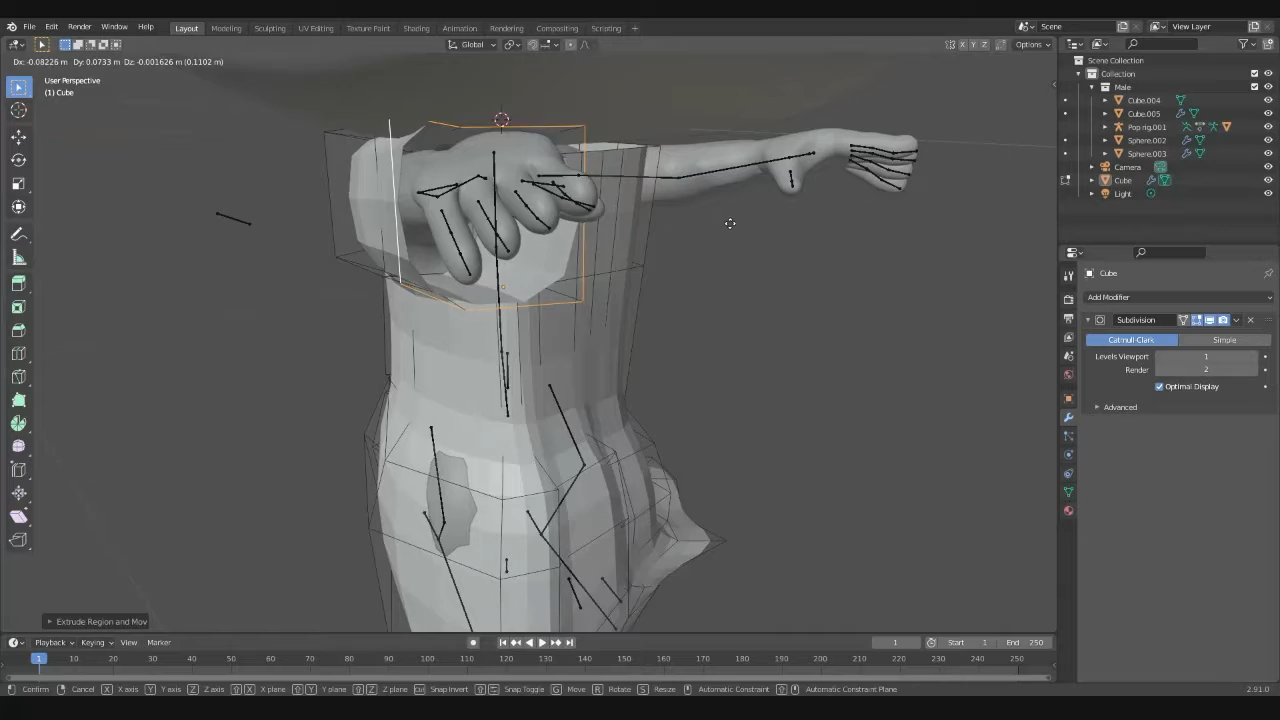 File Edit Render Window Help Layout Modeling Sculpting UV Editing Texture Paint Shading Animation Rendering Compositing Scripting + Scene View Layer
Global X Y Z Options
Dx: -0.08226 m Dy: 0.0733 m Dz: -0.001626 m (0.1102 m)
User Perspective
(1) Cube
Scene Collection
Collection
Male
Cube.004
Cube.005
Pop rig.001
Sphere.002
Sphere.003
Camera
Cube
Light
Cube
Add Modifier
Subdivision
Catmull-Clark Simple
Levels Viewport 1
Render 2
Optimal Display
Advanced
Extrude Region and Mov
Playback Keying View Marker 1 Start 1 End 250
1 10 20 30 40 50 60 70 80 90 100 110 120 130 140 150 160 170 180 190 200 210 220 230 240 250
Confirm Cancel X X axis Y Y axis Z Z axis X X plane Y Y plane Z Z plane Snap Invert Snap Toggle G Move R Rotate S Resize Automatic Constraint Automatic Constraint Plane 2.91.0